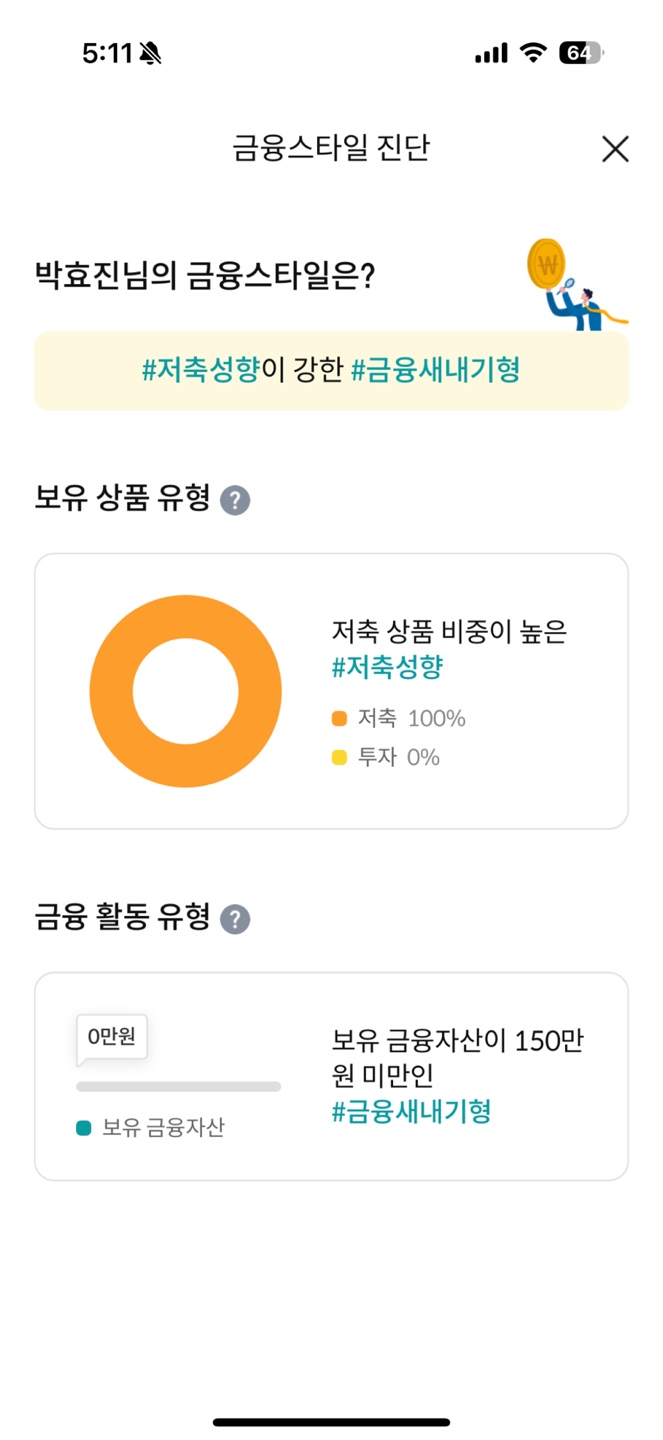 5:11
64
금융스타일 진단
박효진님의 금융스타일은?
₩
#저축성향이 강한 #금융새내기형
보유 상품 유형 ?
저축 상품 비중이 높은
#저축성향
저축 100%
투자 0%
금융 활동 유형 ?
0만원
보유 금융자산
보유 금융자산이 150만
원 미만인
#금융새내기형